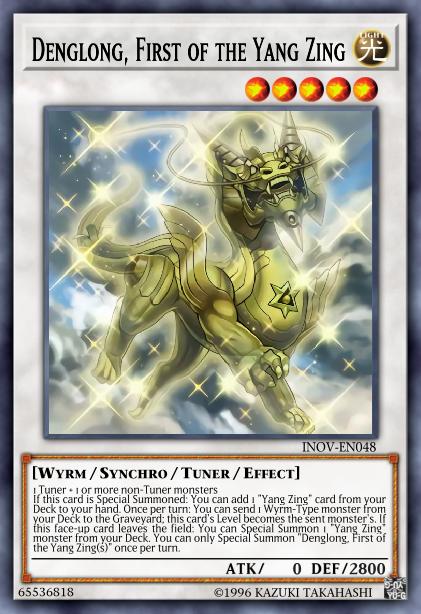 DENGLONG, FIRST OF THE YANG ZING
LIGHT
光
INOV-EN048
[WYRM / SYNCHRO / TUNER / EFFECT]
1 Tuner + 1 or more non-Tuner monsters
If this card is Special Summoned: You can add 1 "Yang Zing" card from your
Deck to your hand. Once per turn: You can send 1 Wyrm-Type monster from
your Deck to the Graveyard; this card's Level becomes the sent monster's. If
this face-up card leaves the field: You can Special Summon 1 "Yang Zing"
monster from your Deck. You can only Special Summon "Denglong, First of
the Yang Zing(s)" once per turn.
ATK/ 0 DEF/2800
65536818
©1996 KAZUKI TAKAHASHI